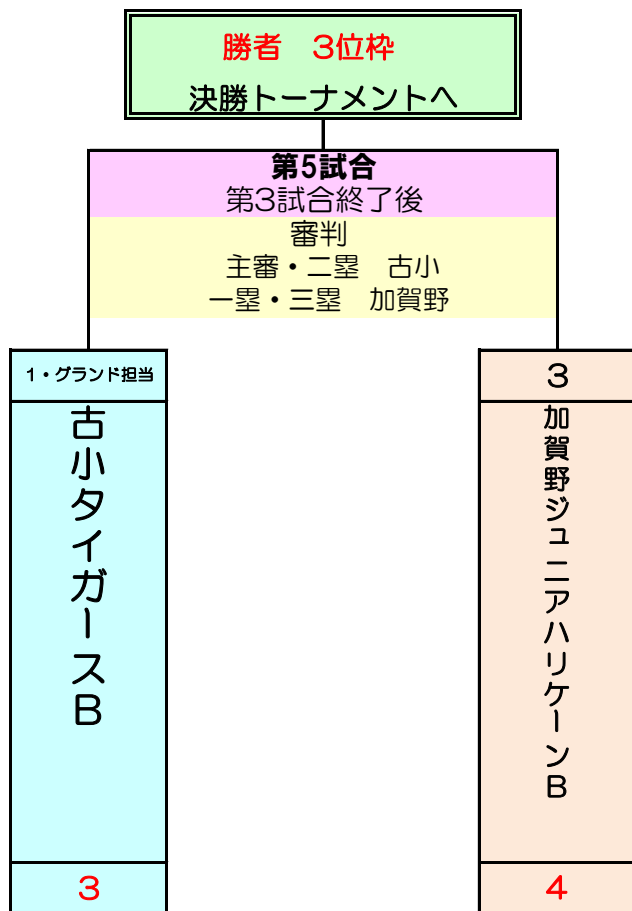 勝者　3位枠
決勝トーナメントへ
第5試合
第3試合終了後
審判
主審・二塁　古小
一塁・三塁　加賀野
1・グランド担当
古小タイガースB
3
3
加賀野ジュニアハリケーンB
4